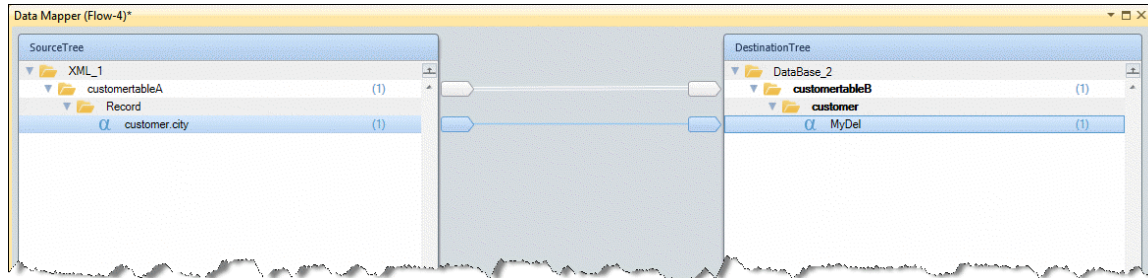 Data Mapper (Flow-4)*
SourceTree
XML_1
customertableA (1)
Record
α customer.city (1)
DestinationTree
DataBase_2
customertableB (1)
customer
α MyDel (1)